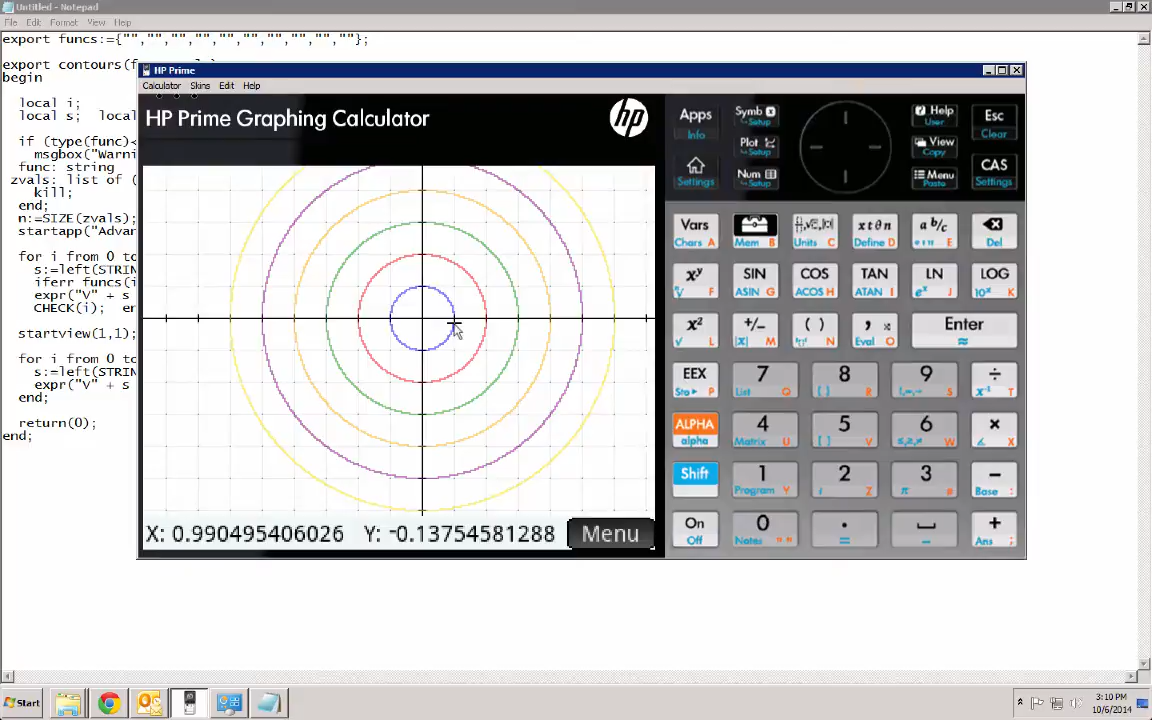 Untitled - Notepad
File Edit Format View Help
export funcs:={"","","","","","","","","",""};
export contours(f
begin
local i;
local s; local
if (type(func)<
msgbox("Warni
func: string
zvals: list of (
kill;
end;
n:=SIZE(zvals);
startapp("Advar
for i from 0 to
s:=left(STRIN
iferr funcs(i
expr("V" + s
CHECK(i); en
startview(1,1);
for i from 0 to
s:=left(STRIN
expr("V" + s
end;
return(0);
end;
HP Prime
Calculator Skins Edit Help
HP Prime Graphing Calculator
hp
X: 0.990495406026 Y: -0.13754581288 Menu
Apps
Info
Symb
Setup
Help
User
Esc
Clear
Plot
Setup
View
Copy
Settings
Num
Setup
Menu
Paste
CAS
Settings
Vars
Chars A
Mem B
Units C
x t θ n
Define D
a b/c
E
Del
x^y
F
SIN
ASIN G
COS
ACOS H
TAN
ATAN I
LN
e^x J
LOG
10^x K
x²
√ L
+/-
|x| M
( )
N
,
Eval O
Enter
≈
EEX
Sto▸ P
7
List Q
8
{ } R
9
S
÷
x⁻¹ T
ALPHA
alpha
4
Matrix U
5
[ ] V
6
≤,≥,≠ W
×
∠ X
Shift
1
Program Y
2
i Z
3
π #
−
Base :
On
Off
0
Notes " "
.
=
_
+
Ans ;
Start
3:10 PM
10/6/2014